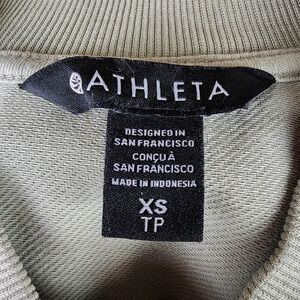 ATHLETA
DESIGNED IN
SAN FRANCISCO
CONÇU À
SAN FRANCISCO
MADE IN INDONESIA
XS
TP